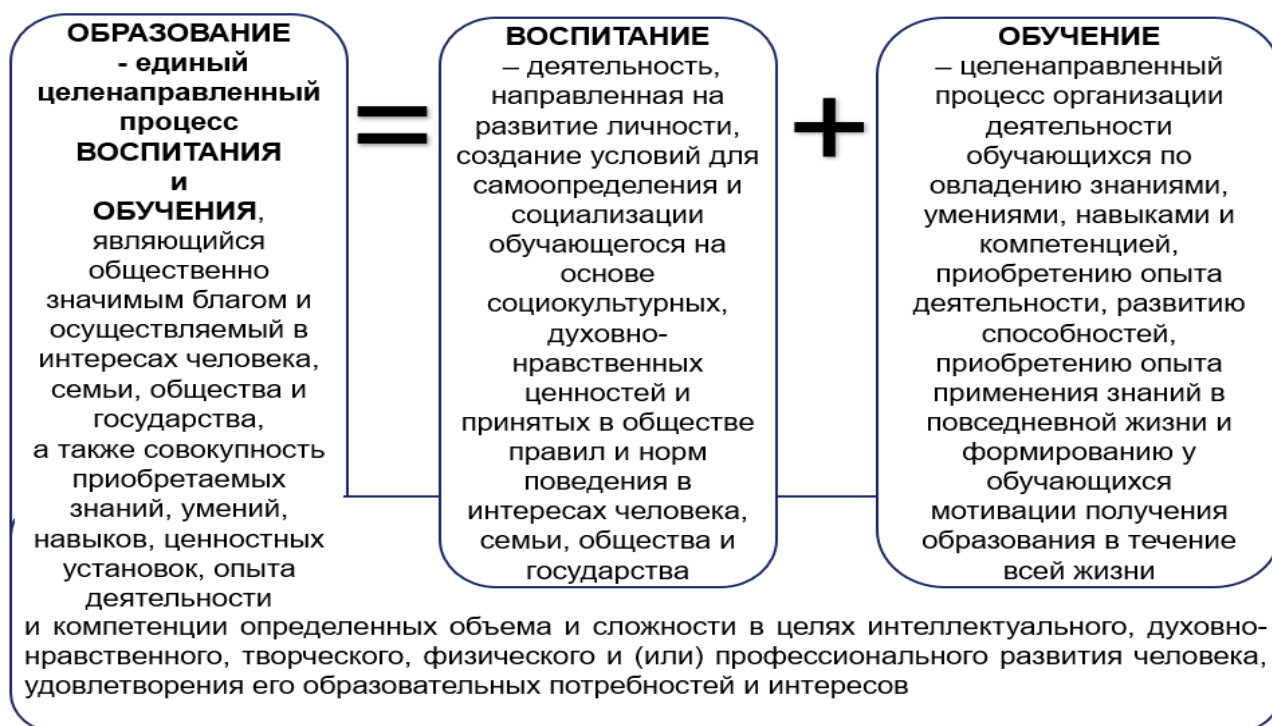 ОБРАЗОВАНИЕ
- единый
целенаправленный
процесс
ВОСПИТАНИЯ
и
ОБУЧЕНИЯ,
являющийся
общественно
значимым благом и
осуществляемый в
интересах человека,
семьи, общества и
государства,
а также совокупность
приобретаемых
знаний, умений,
навыков, ценностных
установок, опыта
деятельности
и компетенции определенных объема и сложности в целях интеллектуального, духовно-
нравственного, творческого, физического и (или) профессионального развития человека,
удовлетворения его образовательных потребностей и интересов
=
ВОСПИТАНИЕ
– деятельность,
направленная на
развитие личности,
создание условий для
самоопределения и
социализации
обучающегося на
основе
социокультурных,
духовно-
нравственных
ценностей и
принятых в обществе
правил и норм
поведения в
интересах человека,
семьи, общества и
государства
+
ОБУЧЕНИЕ
– целенаправленный
процесс организации
деятельности
обучающихся по
овладению знаниями,
умениями, навыками и
компетенцией,
приобретению опыта
деятельности, развитию
способностей,
приобретению опыта
применения знаний в
повседневной жизни и
формированию у
обучающихся
мотивации получения
образования в течение
всей жизни